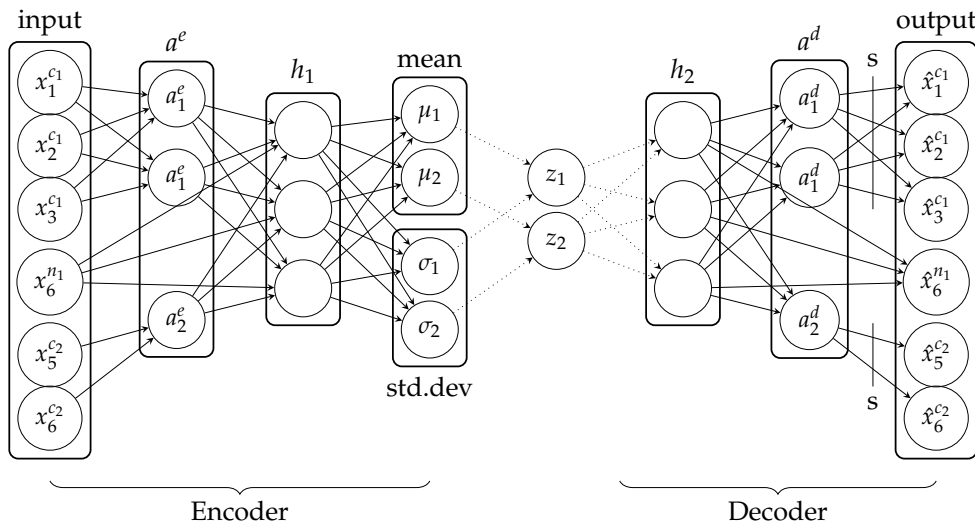 input
output
a^e
a^d
mean
h_1
h_2
s
x_1^{c_1}
x_2^{c_1}
x_3^{c_1}
x_6^{n_1}
x_5^{c_2}
x_6^{c_2}
a_1^e
a_1^e
a_2^e
μ_1
μ_2
σ_1
σ_2
std.dev
z_1
z_2
a_1^d
a_1^d
a_2^d
s
x̂_1^{c_1}
x̂_2^{c_1}
x̂_3^{c_1}
x̂_6^{n_1}
x̂_5^{c_2}
x̂_6^{c_2}
Encoder
Decoder